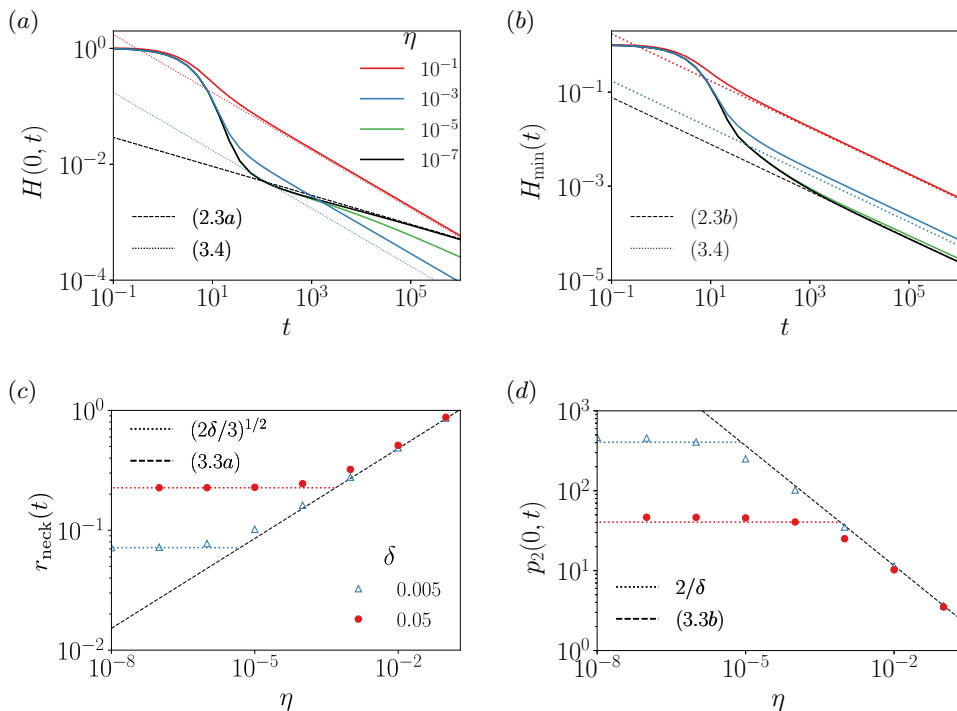 (a)
H(0, t)
10^0
10^{-2}
10^{-4}
10^{-1} 10^1 10^3 10^5
t
η
10^{-1}
10^{-3}
10^{-5}
10^{-7}
(2.3a)
(3.4)
(b)
H_min(t)
10^{-1}
10^{-3}
10^{-5}
10^{-1} 10^1 10^3 10^5
t
(2.3b)
(3.4)
(c)
r_neck(t)
10^0
10^{-1}
10^{-2}
10^{-8} 10^{-5} 10^{-2}
η
(2δ/3)^{1/2}
(3.3a)
δ
0.005
0.05
(d)
p_2(0, t)
10^3
10^2
10^1
10^0
10^{-8} 10^{-5} 10^{-2}
η
2/δ
(3.3b)